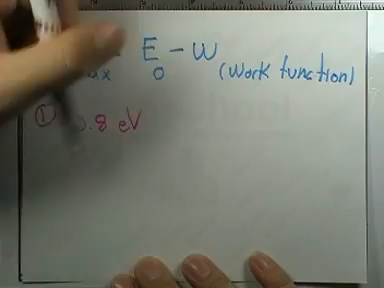 E₀ - W (Work function)
① .8 eV